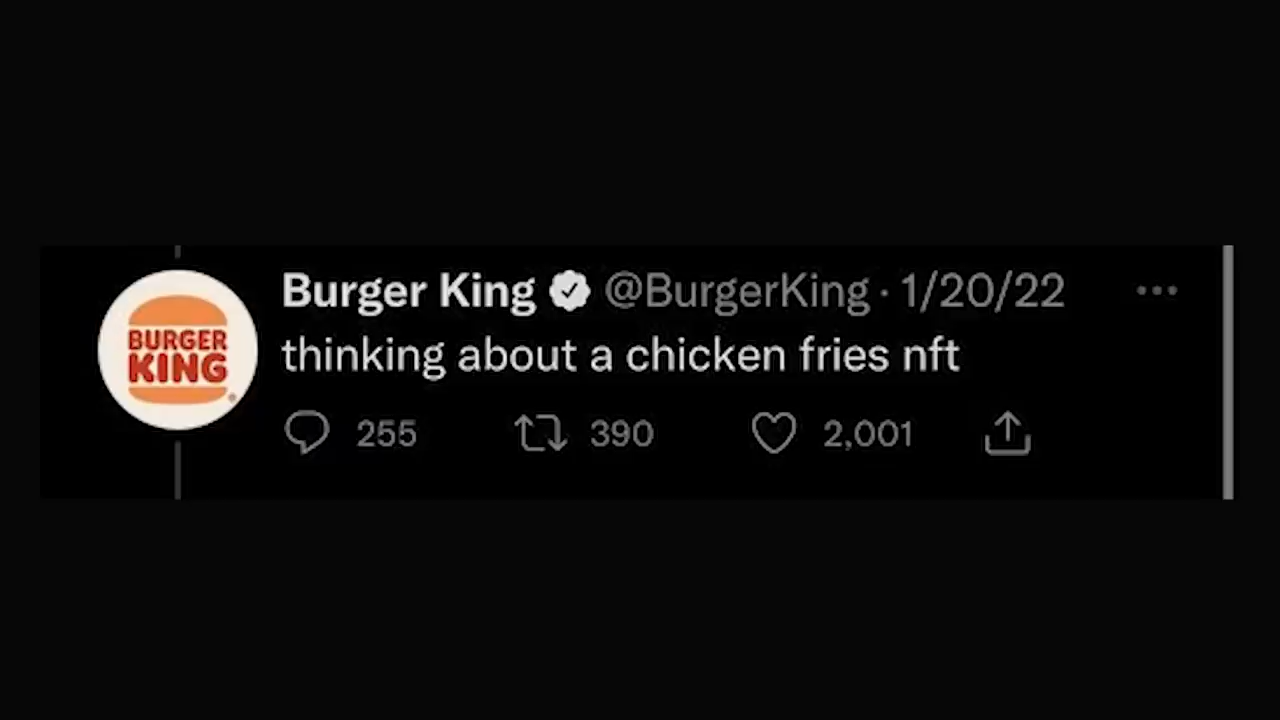 BURGER
KING
Burger King @BurgerKing · 1/20/22
thinking about a chicken fries nft
255 390 2,001